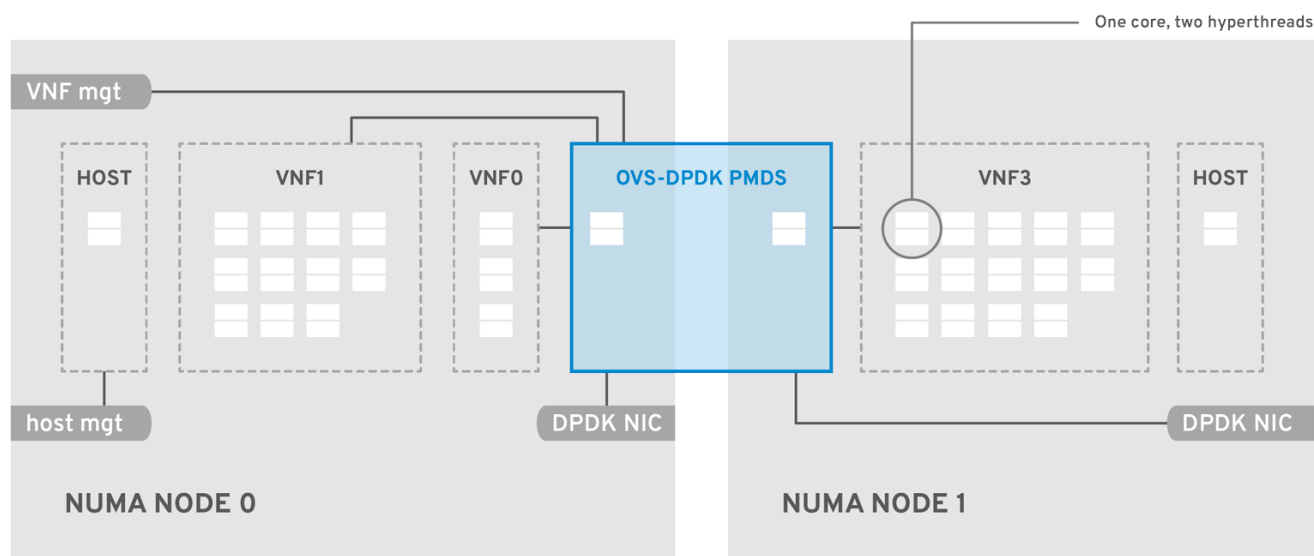 One core, two hyperthreads
VNF mgt
HOST
VNF1
VNF0
OVS-DPDK PMDS
VNF3
HOST
host mgt
DPDK NIC
DPDK NIC
NUMA NODE 0
NUMA NODE 1